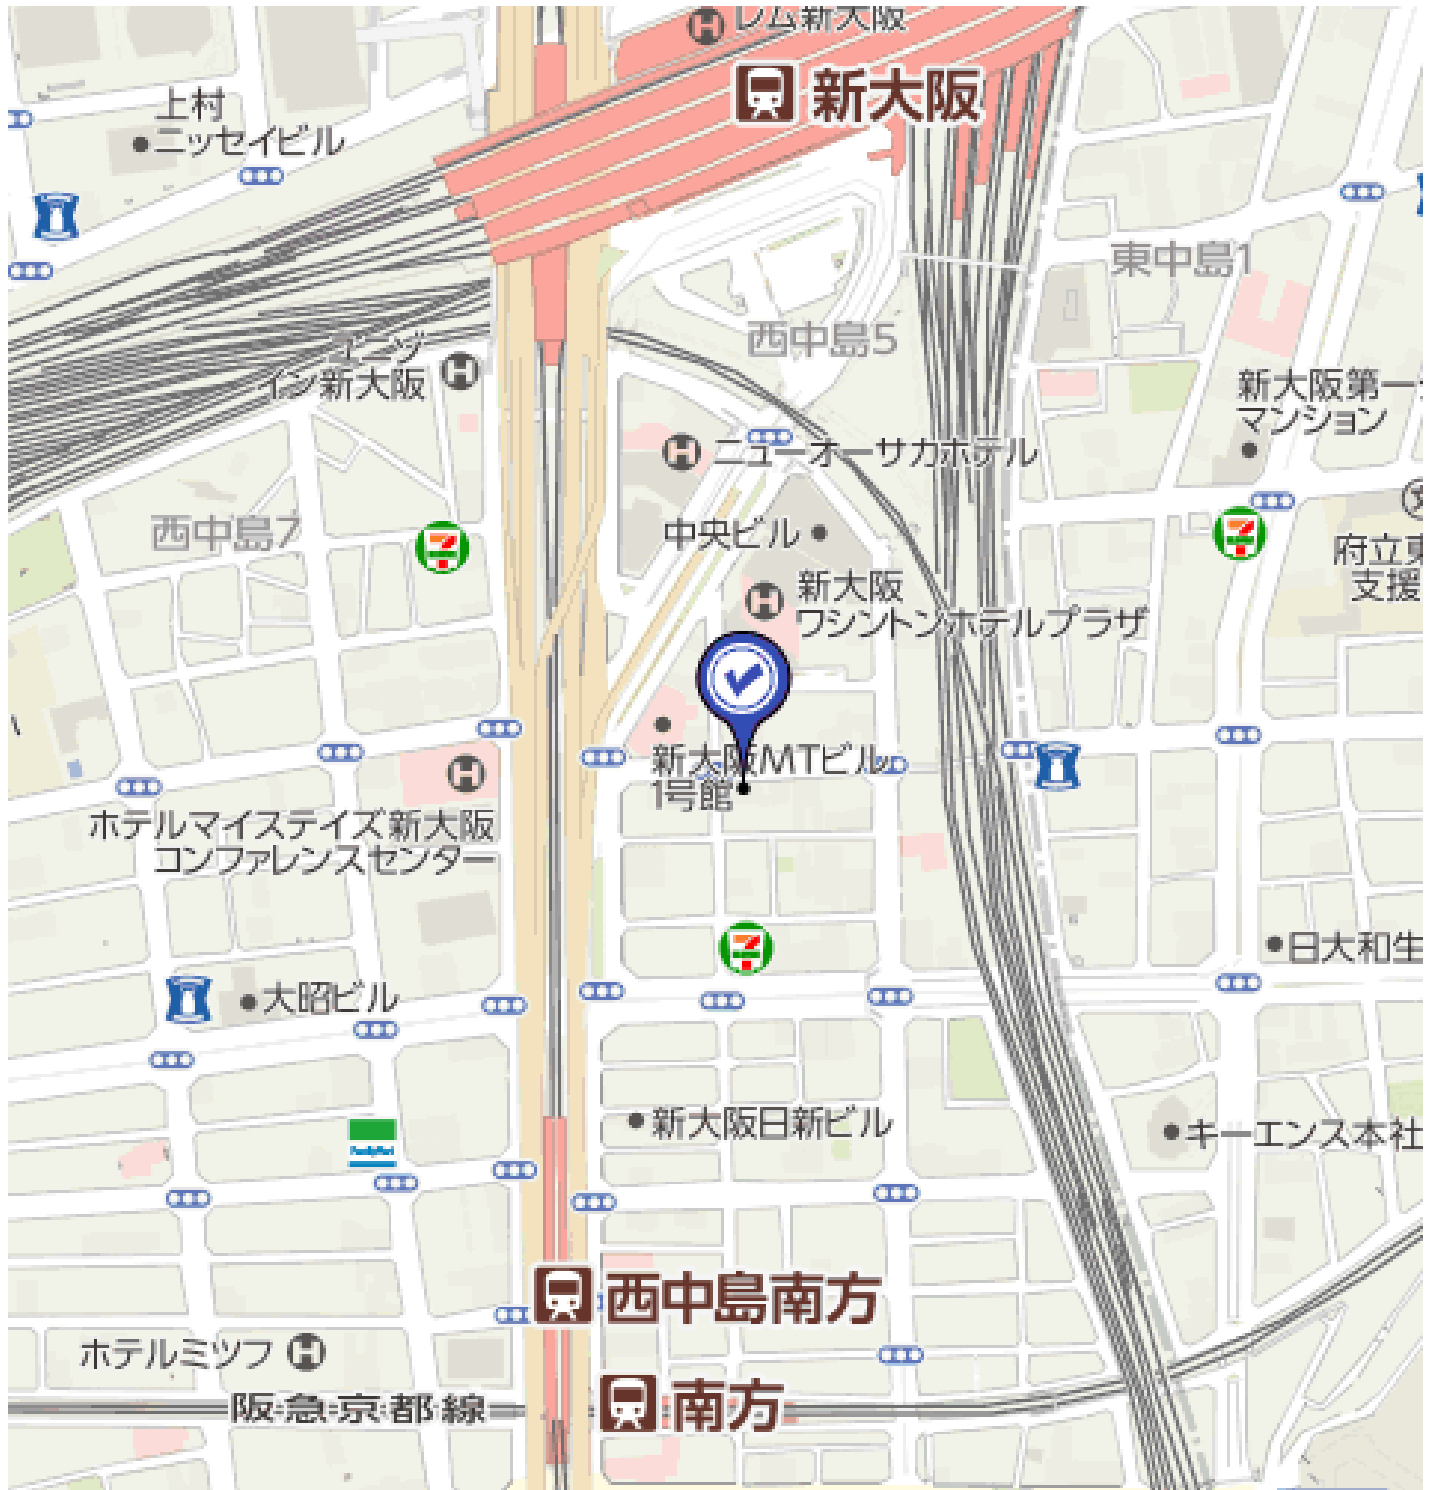 レム新大阪
新大阪
上村
ニッセイビル
東中島1
西中島5
イン新大阪
新大阪第一
マンション
ニューオーサカホテル
西中島7
中央ビル
府立東
支援
新大阪
ワシントンホテルプラザ
新大阪MTビル
1号館
ホテルマイステイズ新大阪
コンファレンスセンター
日大和生
大昭ビル
新大阪日新ビル
キーエンス本社
FamilyMart
西中島南方
ホテルミツフ
南方
阪急京都線